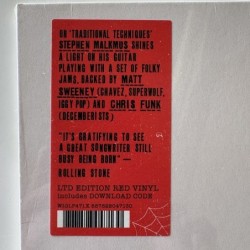 ON 'TRADITIONAL TECHNIQUES'
STEPHEN MALKMUS SHINES
A LIGHT ON HIS GUITAR
PLAYING WITH A SET OF FOLKY
JAMS, BACKED BY MATT
SWEENEY (CHAVEZ, SUPERWOLF,
IGGY POP) AND CHRIS FUNK
(DECEMBERISTS)
"IT'S GRATIFYING TO SEE
A GREAT SONGWRITER STILL
BUSY BEING BORN" —
ROLLING STONE
LTD EDITION RED VINYL
includes DOWNLOAD CODE